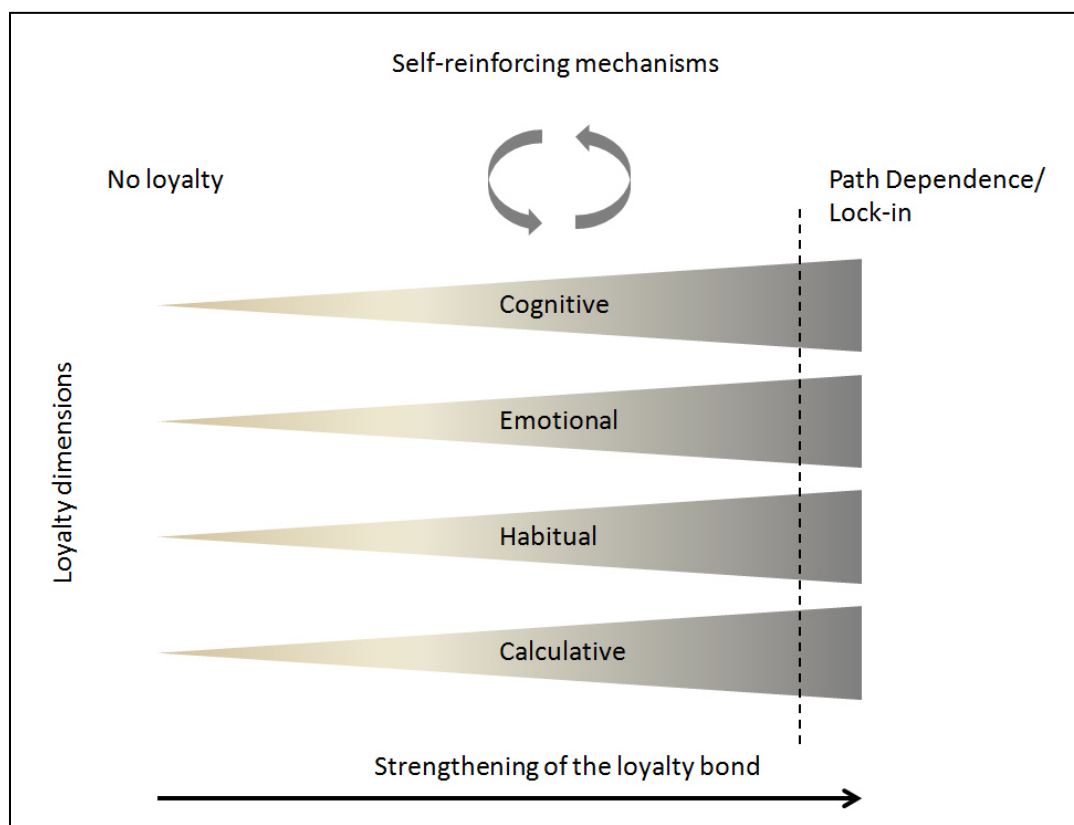 Self-reinforcing mechanisms
No loyalty
Path Dependence/
Lock-in
Loyalty dimensions
Cognitive
Emotional
Habitual
Calculative
Strengthening of the loyalty bond